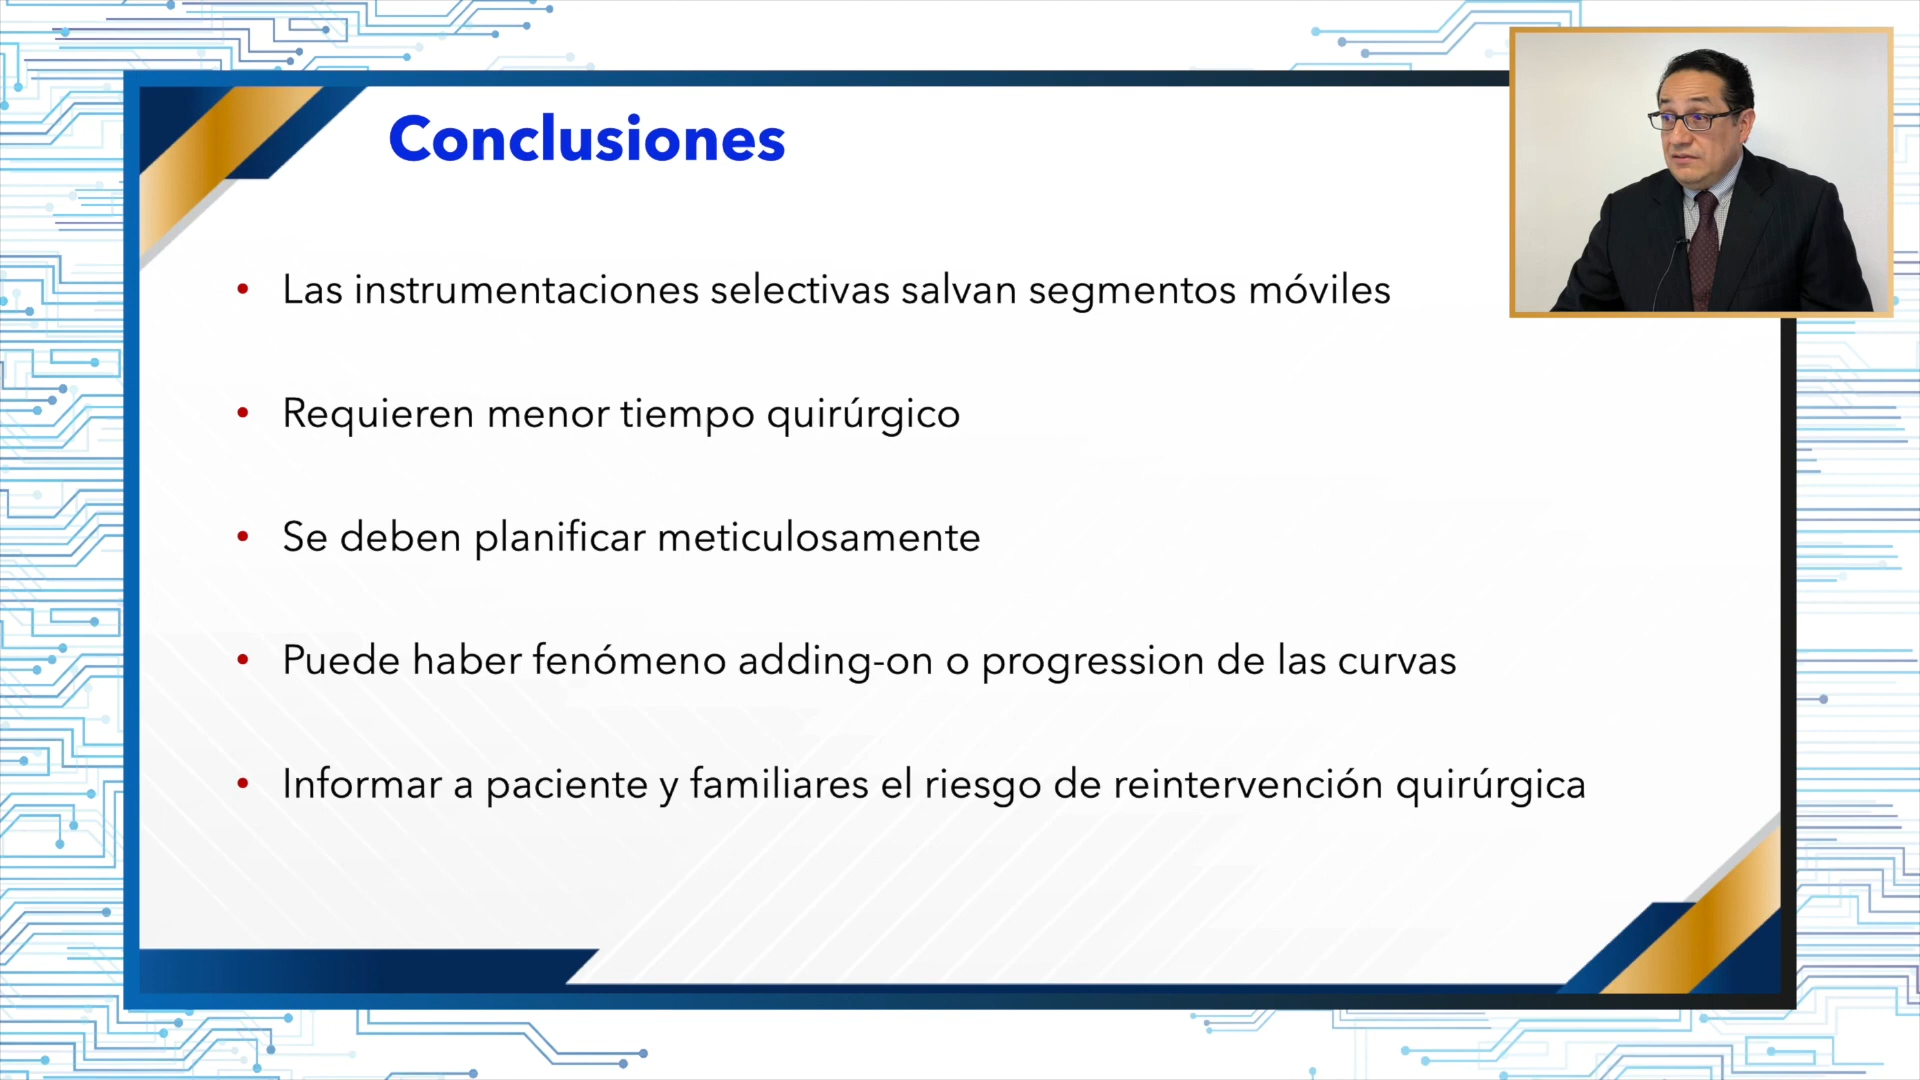 Conclusiones
• Las instrumentaciones selectivas salvan segmentos móviles
• Requieren menor tiempo quirúrgico
• Se deben planificar meticulosamente
• Puede haber fenómeno adding-on o progression de las curvas
• Informar a paciente y familiares el riesgo de reintervención quirúrgica